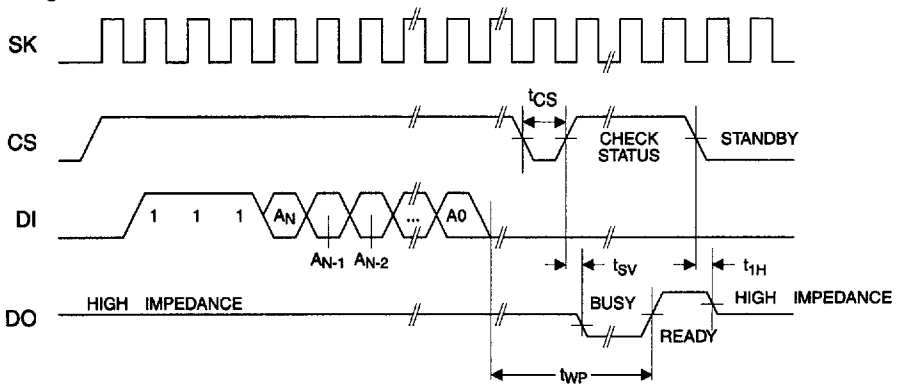 SK
CS
tCS
CHECK
STATUS
STANDBY
DI
1 1 1 AN ... A0
AN-1 AN-2
tSV
t1H
DO
HIGH IMPEDANCE
BUSY
READY
HIGH IMPEDANCE
tWP